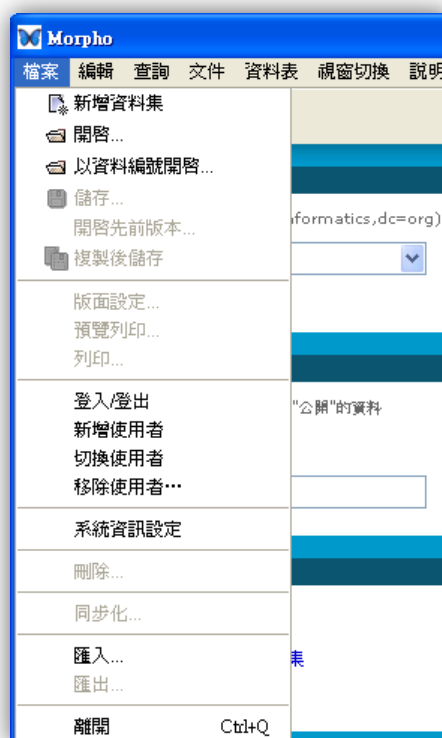 Morpho
檔案 編輯 查詢 文件 資料表 視窗切換 說明
新增資料集
開啓...
以資料編號開啓...
儲存...
開啓先前版本...
nformatics,dc=org)
複製後儲存
版面設定...
預覽列印...
列印...
登入/登出
"公開"的資料
新增使用者
切換使用者
移除使用者…
系統資訊設定
刪除...
同步化...
匯入...
集
匯出...
離開 Ctrl+Q